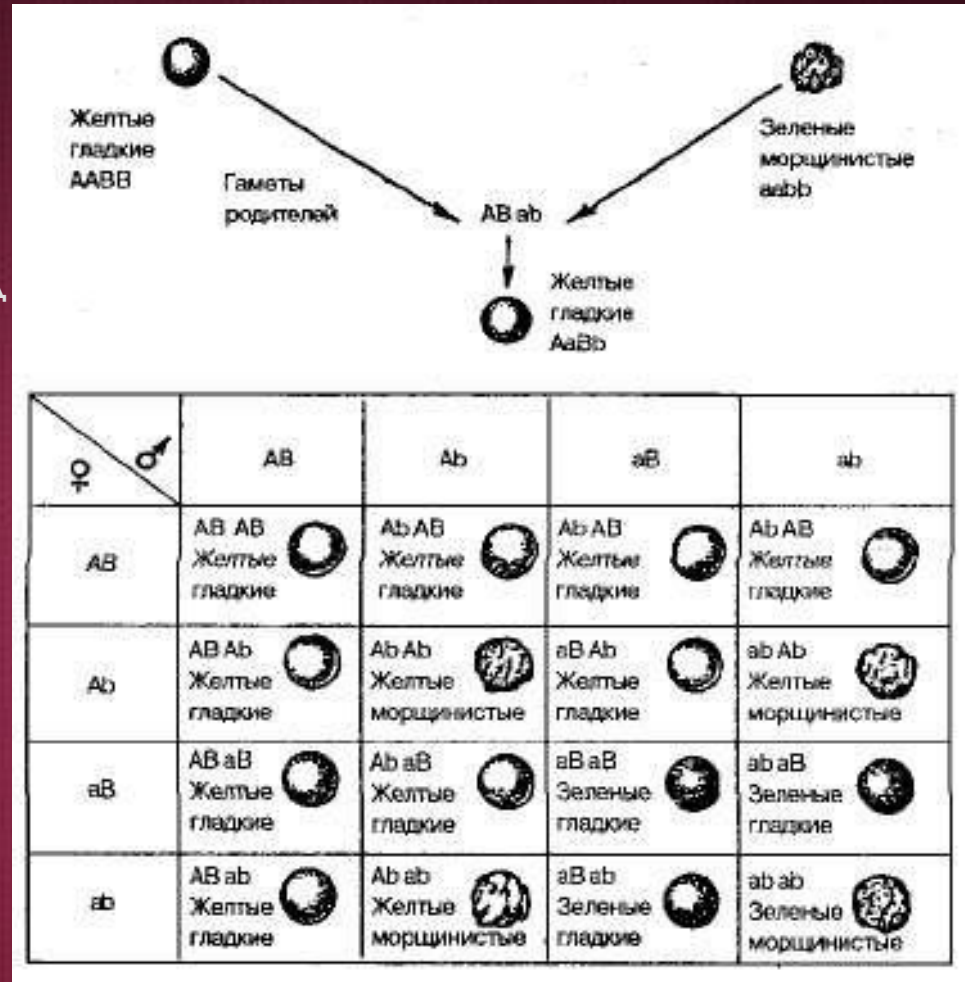 Желтые
гладкие
AABB
Гаметы
родителей
AB ab
Зеленые
морщинистые
aabb
Желтые
гладкие
AaBb
♀ ♂ AB Ab aB ab
AB
AB AB
Желтые
гладкие
Ab AB
Желтые
гладкие
Ab AB
Желтые
гладкие
Ab AB
Желтые
гладкие
Ab
AB Ab
Желтые
гладкие
Ab Ab
Желтые
морщинистые
aB Ab
Желтые
гладкие
ab Ab
Желтые
морщинистые
aB
AB aB
Желтые
гладкие
Ab aB
Желтые
гладкие
aB aB
Зеленые
гладкие
ab aB
Зеленые
гладкие
ab
AB ab
Желтые
гладкие
Ab ab
Желтые
морщинистые
aB ab
Зеленые
гладкие
ab ab
Зеленые
морщинистые